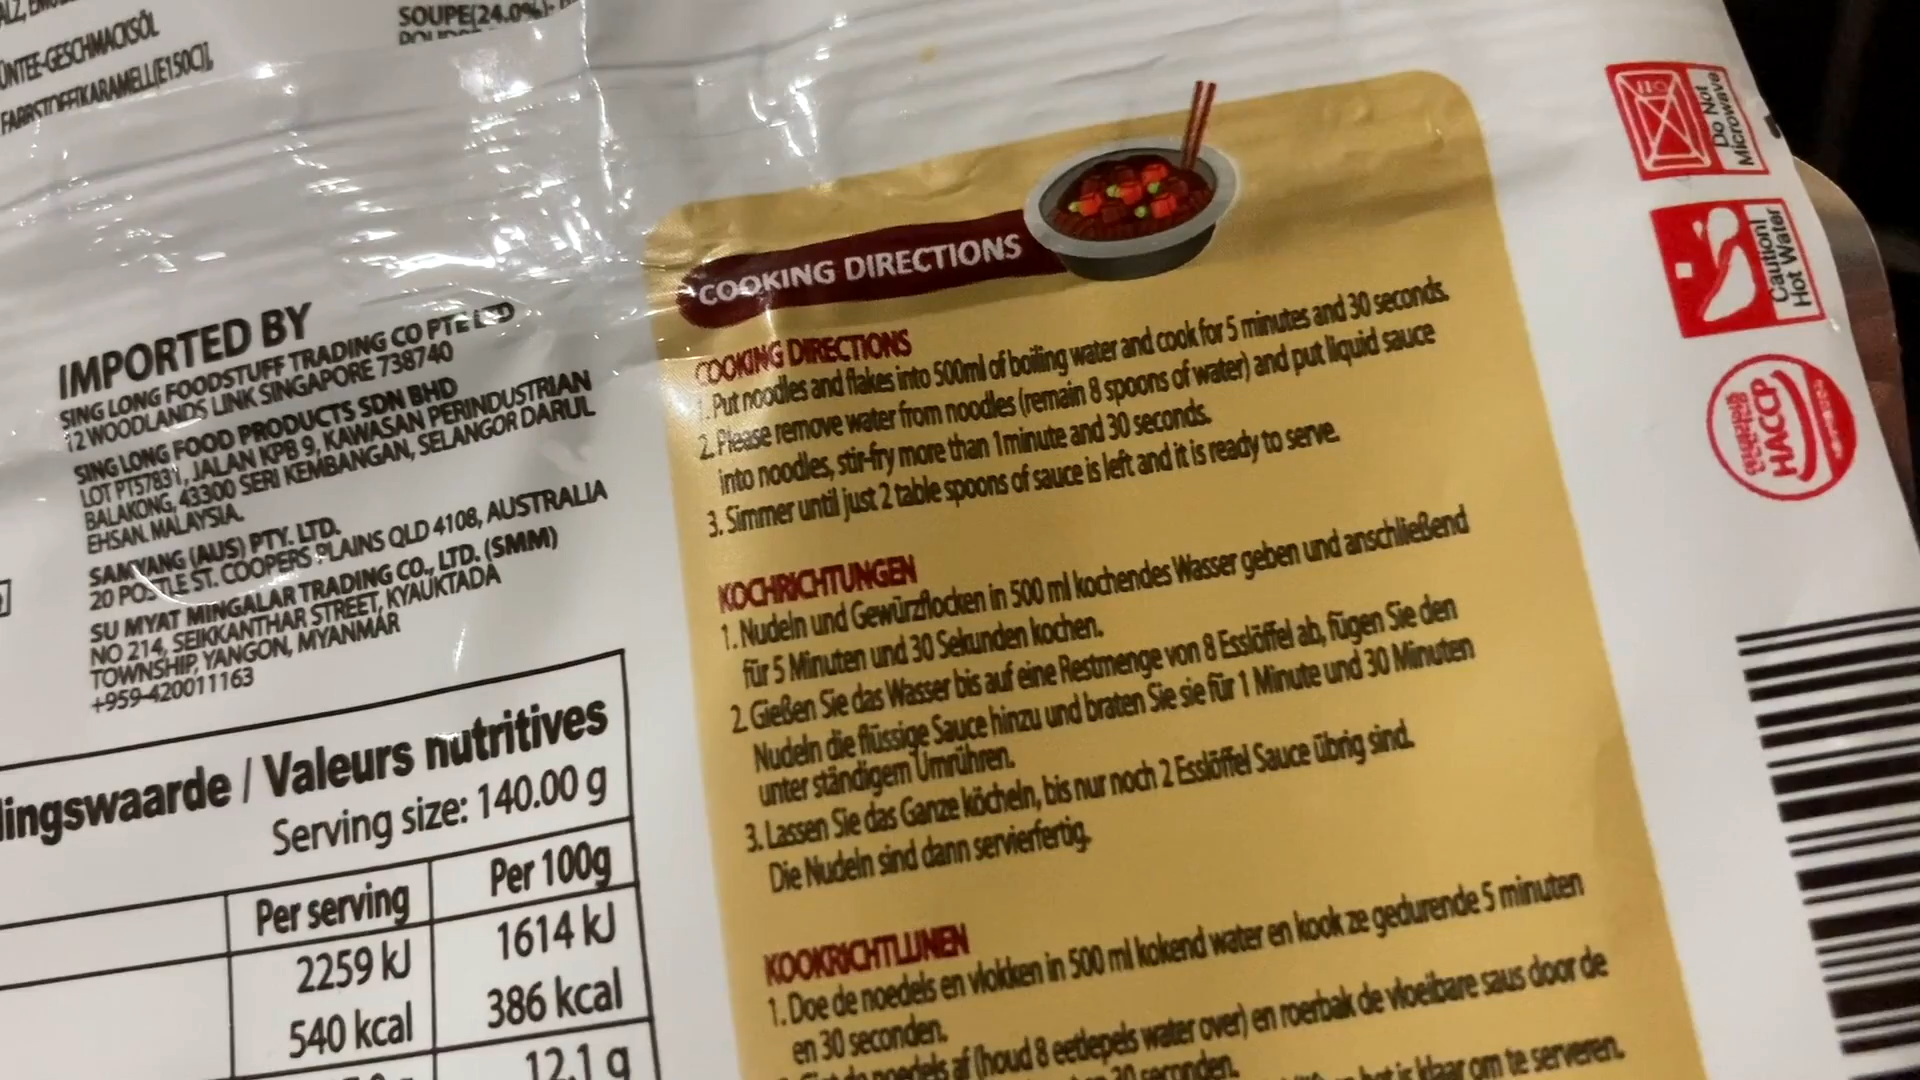 ÜNTEE-GESCHMACKSÖL
FARBSTOFF(KARAMELL(E150C)),
SOUPE(24.0%):
IMPORTED BY
SING LONG FOODSTUFF TRADING CO PTE LTD
12 WOODLANDS LINK SINGAPORE 738740
SING LONG FOOD PRODUCTS SDN BHD
LOT PT57831, JALAN KPB 9, KAWASAN PERINDUSTRIAN
BALAKONG, 43300 SERI KEMBANGAN, SELANGOR DARUL
EHSAN. MALAYSIA.
SAMYANG (AUS) PTY. LTD.
20 POSTLE ST. COOPERS PLAINS QLD 4108, AUSTRALIA
SU MYAT MINGALAR TRADING CO., LTD. (SMM)
NO 214, SEIKKANTHAR STREET, KYAUKTADA
TOWNSHIP, YANGON, MYANMAR
+959-420011163
lingswaarde / Valeurs nutritives
Serving size: 140.00 g
Per serving Per 100g
2259 kJ 1614 kJ
540 kcal 386 kcal
12.1 g
COOKING DIRECTIONS
COOKING DIRECTIONS
1. Put noodles and flakes into 500ml of boiling water and cook for 5 minutes and 30 seconds.
2. Please remove water from noodles (remain 8 spoons of water) and put liquid sauce
into noodles, stir-fry more than 1minute and 30 seconds.
3. Simmer until just 2 table spoons of sauce is left and it is ready to serve.
KOCHRICHTUNGEN
1. Nudeln und Gewürzflocken in 500 ml kochendes Wasser geben und anschließend
für 5 Minuten und 30 Sekunden kochen.
2. Gießen Sie das Wasser bis auf eine Restmenge von 8 Esslöffel ab, fügen Sie den
Nudeln die flüssige Sauce hinzu und braten Sie sie für 1 Minute und 30 Minuten
unter ständigem Umrühren.
3. Lassen Sie das Ganze köcheln, bis nur noch 2 Esslöffel Sauce übrig sind.
Die Nudeln sind dann servierfertig.
KOOKRICHTLIJNEN
1. Doe de noedels en vlokken in 500 ml kokend water en kook ze gedurende 5 minuten
en 30 seconden.
noedels af (houd 8 eetlepels water over) en roerbak de vloeibare saus door de
30 seconden.
het is klaar om te serveren.
Do Not
Microwave
Caution!
Hot Water
HACCP